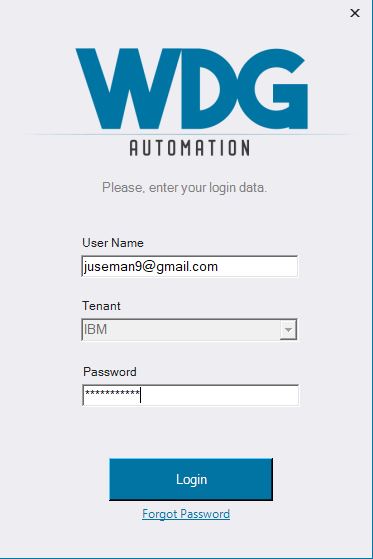 WDG
AUTOMATION
Please, enter your login data.
User Name
juseman9@gmail.com
Tenant
IBM
Password
***********
Login
Forgot Password